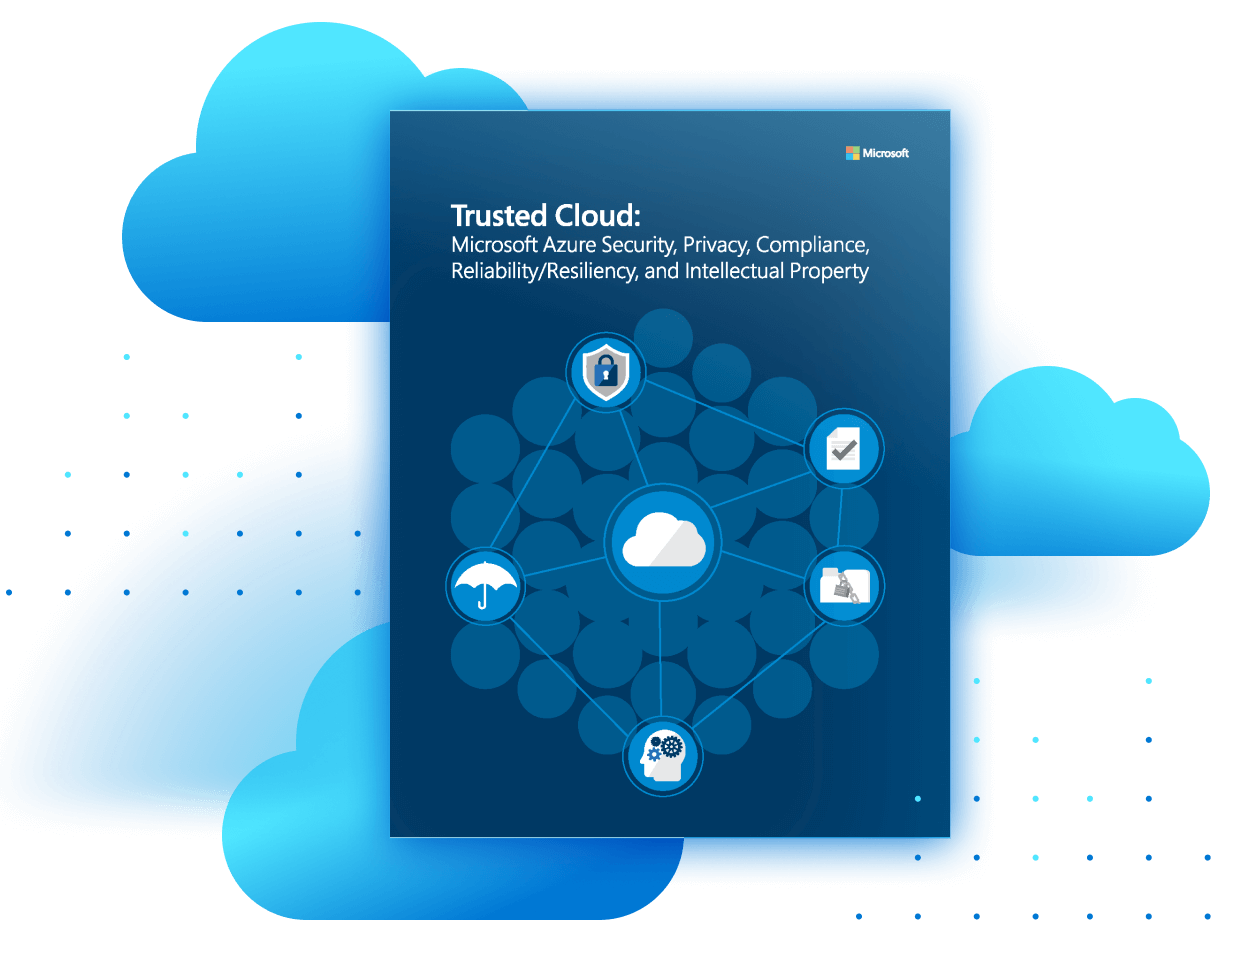 Microsoft
Trusted Cloud:
Microsoft Azure Security, Privacy, Compliance,
Reliability/Resiliency, and Intellectual Property